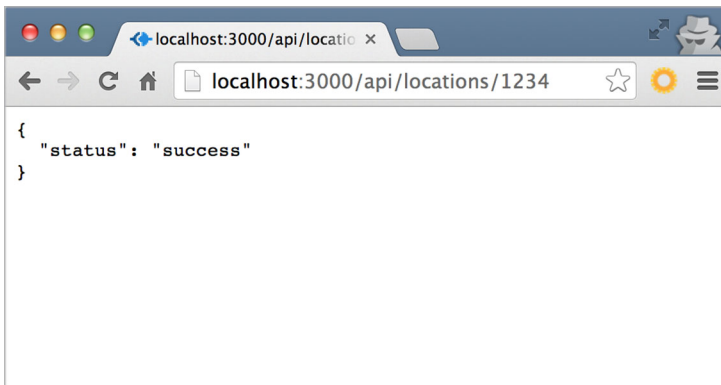 localhost:3000/api/locatio
localhost:3000/api/locations/1234
{
"status": "success"
}